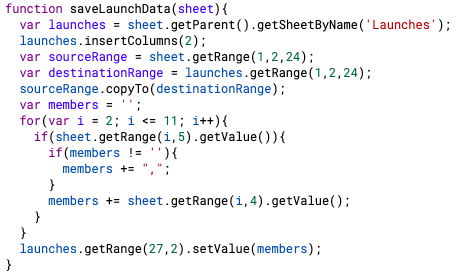 function saveLaunchData(sheet){
  var launches = sheet.getParent().getSheetByName('Launches');
  launches.insertColumns(2);
  var sourceRange = sheet.getRange(1,2,24);
  var destinationRange = launches.getRange(1,2,24);
  sourceRange.copyTo(destinationRange);
  var members = '';
  for(var i = 2; i <= 11; i++){
    if(sheet.getRange(i,5).getValue()){
      if(members != ''){
        members += ",";
      }
      members += sheet.getRange(i,4).getValue();
    }
  }
  launches.getRange(27,2).setValue(members);
}